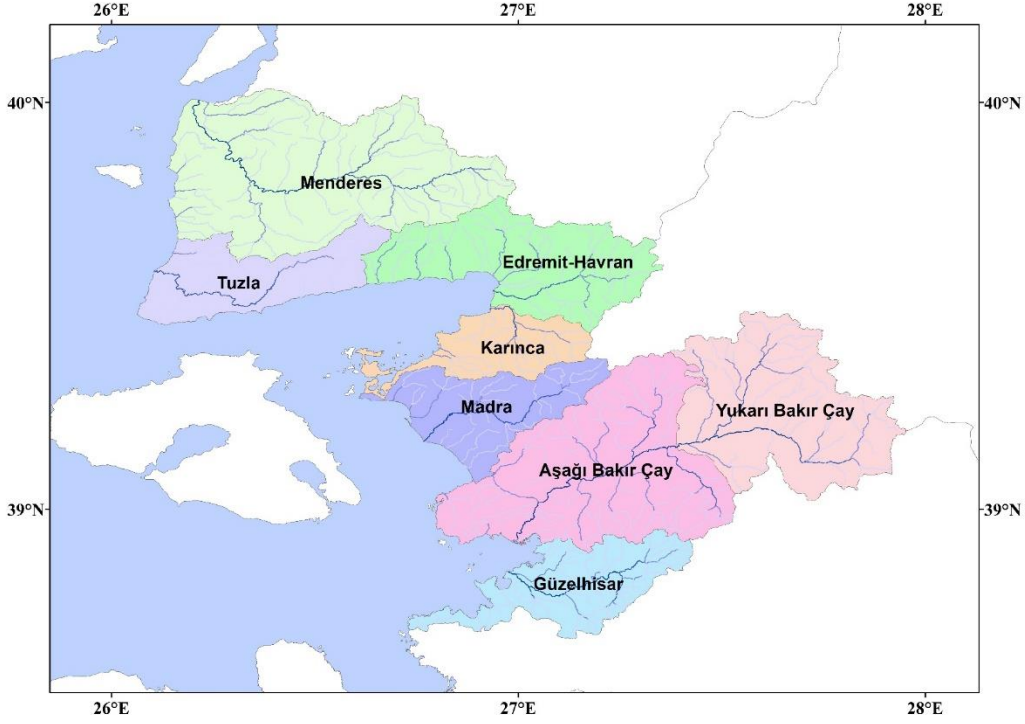 26°E
27°E
28°E
40°N
40°N
Menderes
Edremit-Havran
Tuzla
Karınca
Madra
Yukarı Bakır Çay
Aşağı Bakır Çay
39°N
39°N
Güzelhisar
26°E
27°E
28°E